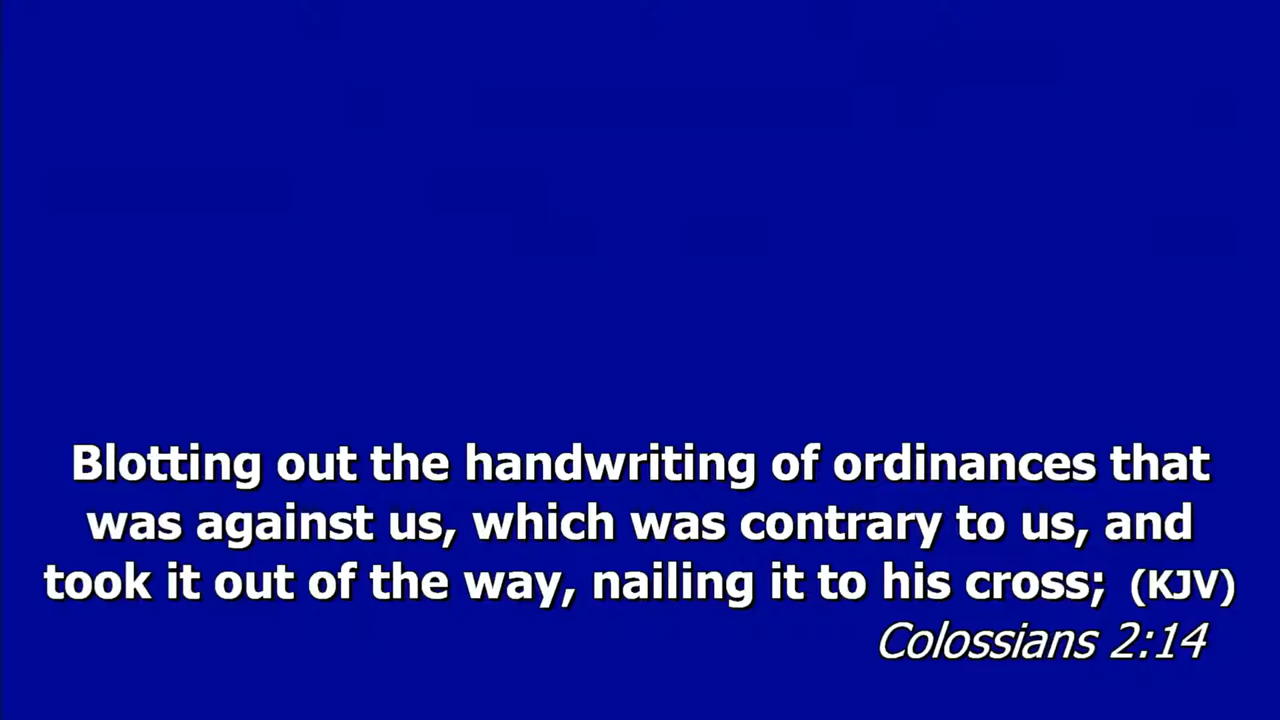 Blotting out the handwriting of ordinances that
was against us, which was contrary to us, and
took it out of the way, nailing it to his cross; (KJV)
Colossians 2:14